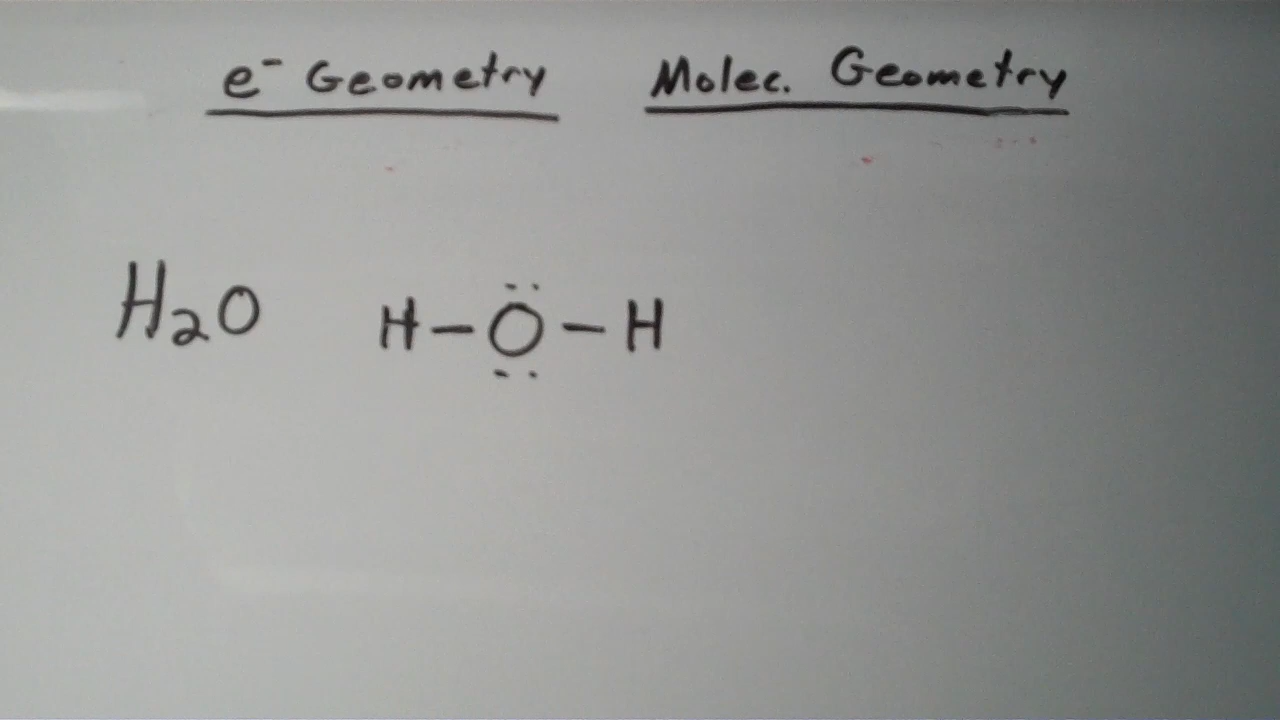 e⁻ Geometry Molec. Geometry
H₂O H–Ö̤–H